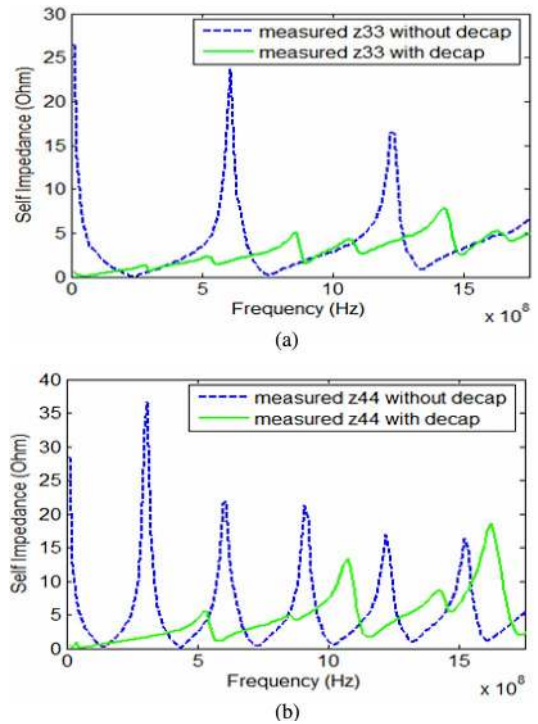 measured z33 without decap
measured z33 with decap
30
25
20
15
10
5
0
Self Impedance (Ohm)
0 5 10 15
Frequency (Hz)
x 10^8
(a)
measured z44 without decap
measured z44 with decap
40
35
30
25
20
15
10
5
0
Self Impedance (Ohm)
0 5 10 15
Frequency (Hz)
x 10^8
(b)